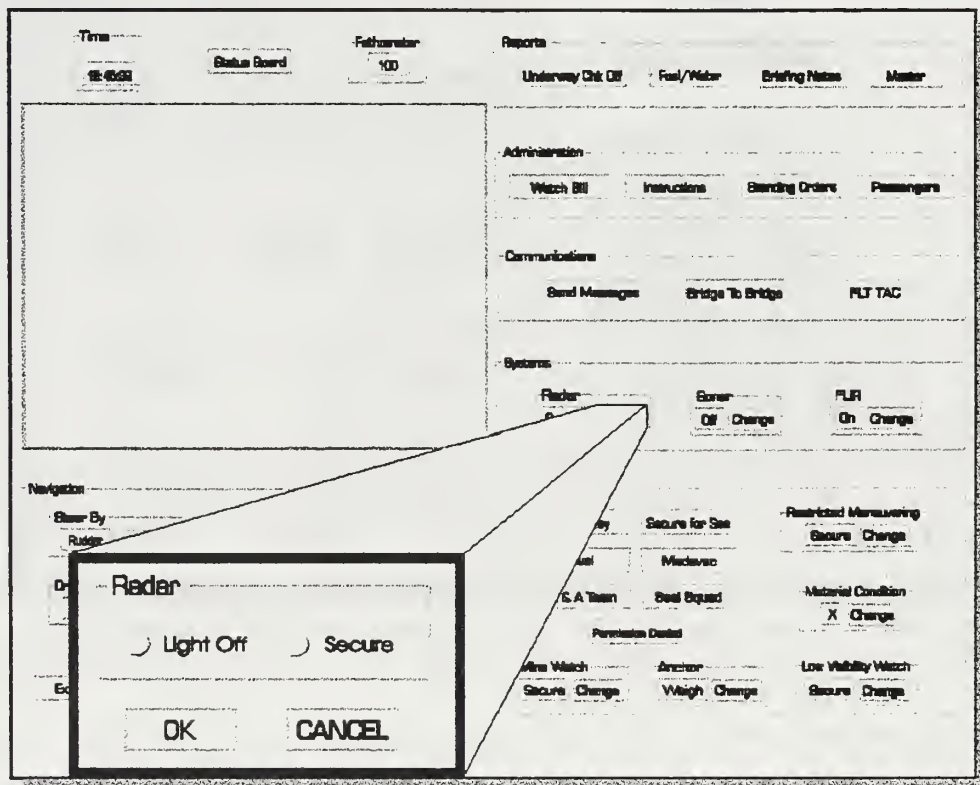 Time
Status Board
Fathometer
100
Reports
Underway Chk Off Fuel/Water Briefing Notes Master
Administration
Watch Bill Instructions Standing Orders Passengers
Communications
Send Messages Bridge To Bridge FLT TAC
Systems
Radar Sonar FLIR
Off Change On Change
Navigation
Steer By
Rudder
Secure for Sea
Medevac
S A Team Seal Squad
Permission Denied
Restricted Maneuvering
Secure Change
Material Condition
X Change
Watch Anchor Low Visibility Watch
Secure Change Weigh Change Secure Change
Radar
Light Off Secure
OK CANCEL